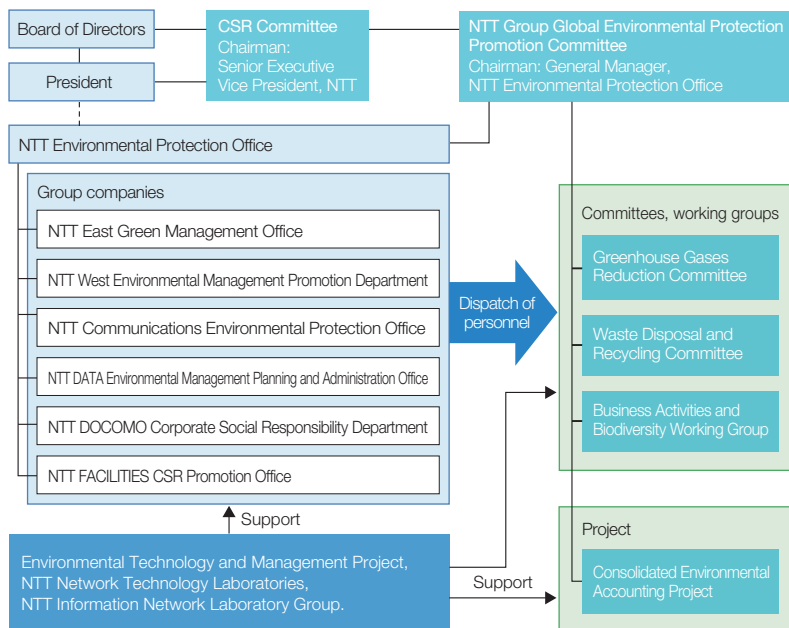 Board of Directors
President
CSR Committee
Chairman:
Senior Executive
Vice President, NTT
NTT Group Global Environmental Protection
Promotion Committee
Chairman: General Manager,
NTT Environmental Protection Office
NTT Environmental Protection Office
Group companies
NTT East Green Management Office
NTT West Environmental Management Promotion Department
NTT Communications Environmental Protection Office
NTT DATA Environmental Management Planning and Administration Office
NTT DOCOMO Corporate Social Responsibility Department
NTT FACILITIES CSR Promotion Office
Dispatch of
personnel
Committees, working groups
Greenhouse Gases
Reduction Committee
Waste Disposal and
Recycling Committee
Business Activities and
Biodiversity Working Group
Support
Environmental Technology and Management Project,
NTT Network Technology Laboratories,
NTT Information Network Laboratory Group.
Support
Project
Consolidated Environmental
Accounting Project